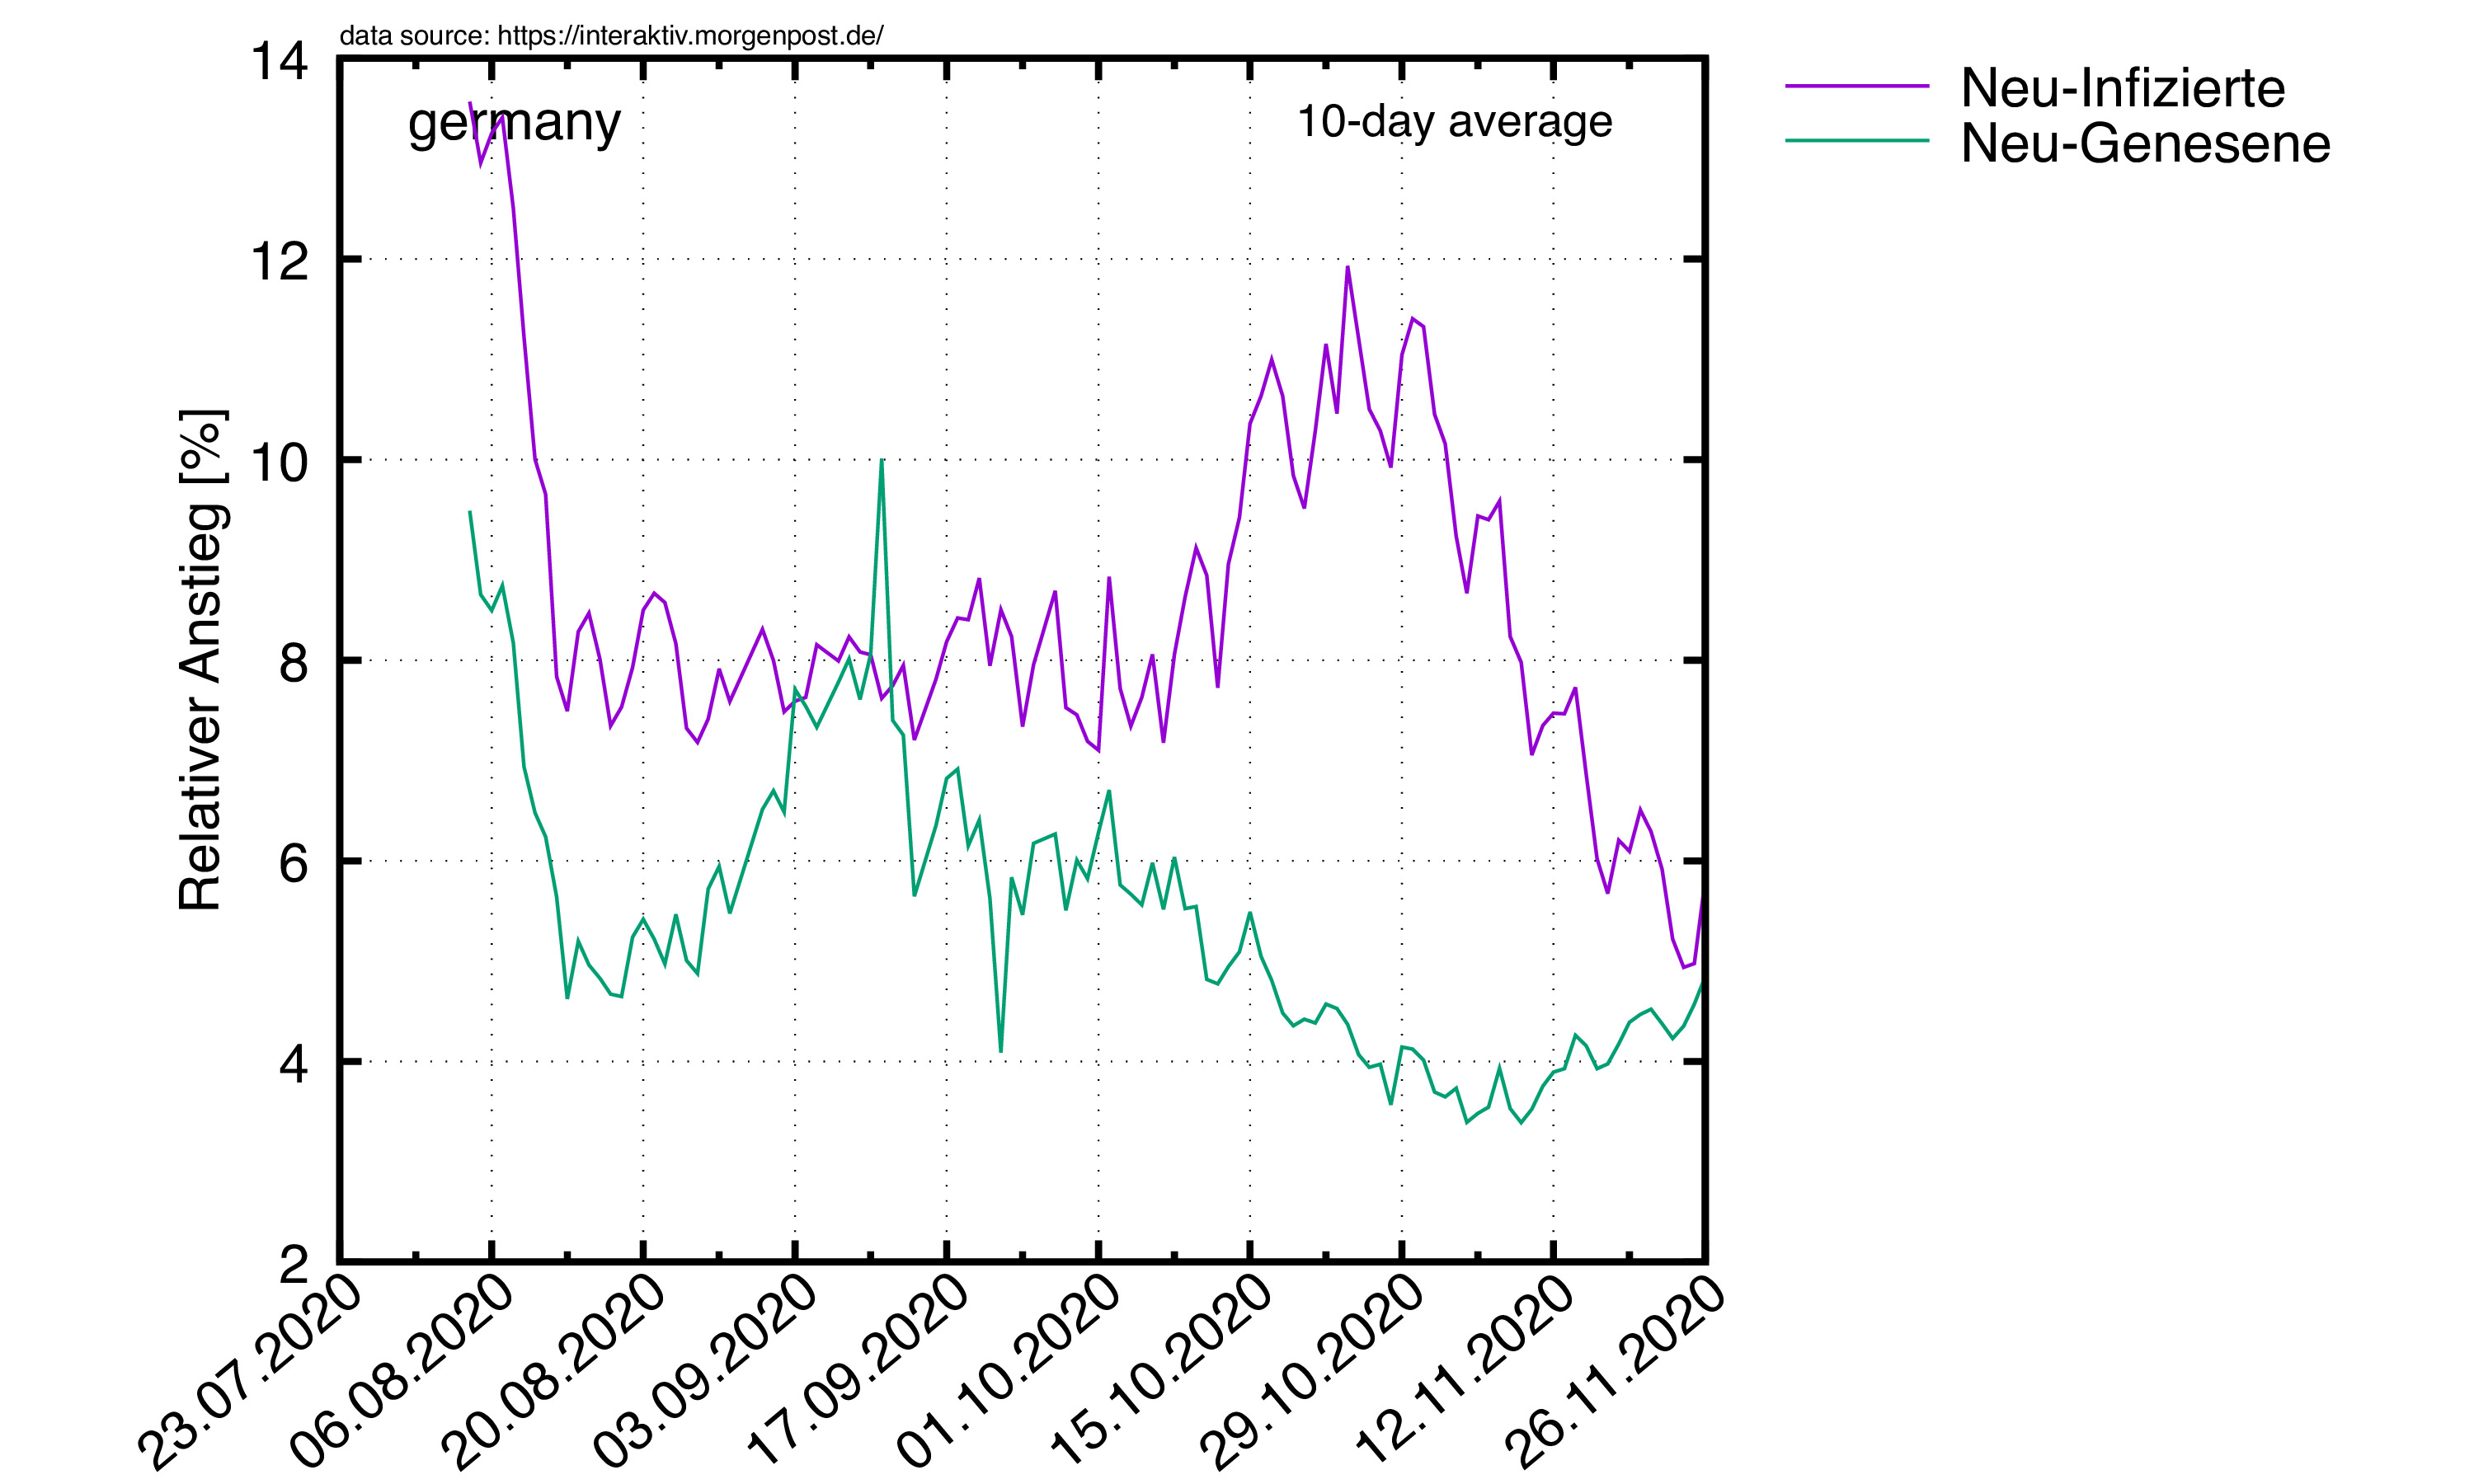 data source: https://interaktiv.morgenpost.de/
germany
10-day average
Neu-Infizierte
Neu-Genesene
Relativer Anstieg [%]
14
12
10
8
6
4
2
23.07.2020
06.08.2020
20.08.2020
03.09.2020
17.09.2020
01.10.2020
15.10.2020
29.10.2020
12.11.2020
26.11.2020